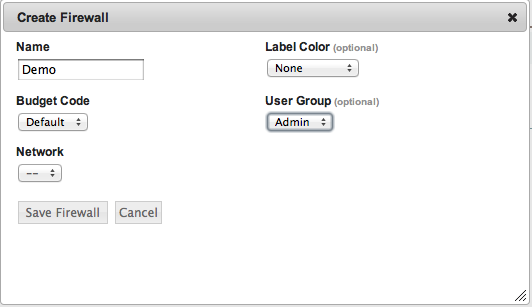 Create Firewall
Name
Demo
Label Color (optional)
None
Budget Code
Default
User Group (optional)
Admin
Network
--
Save Firewall
Cancel